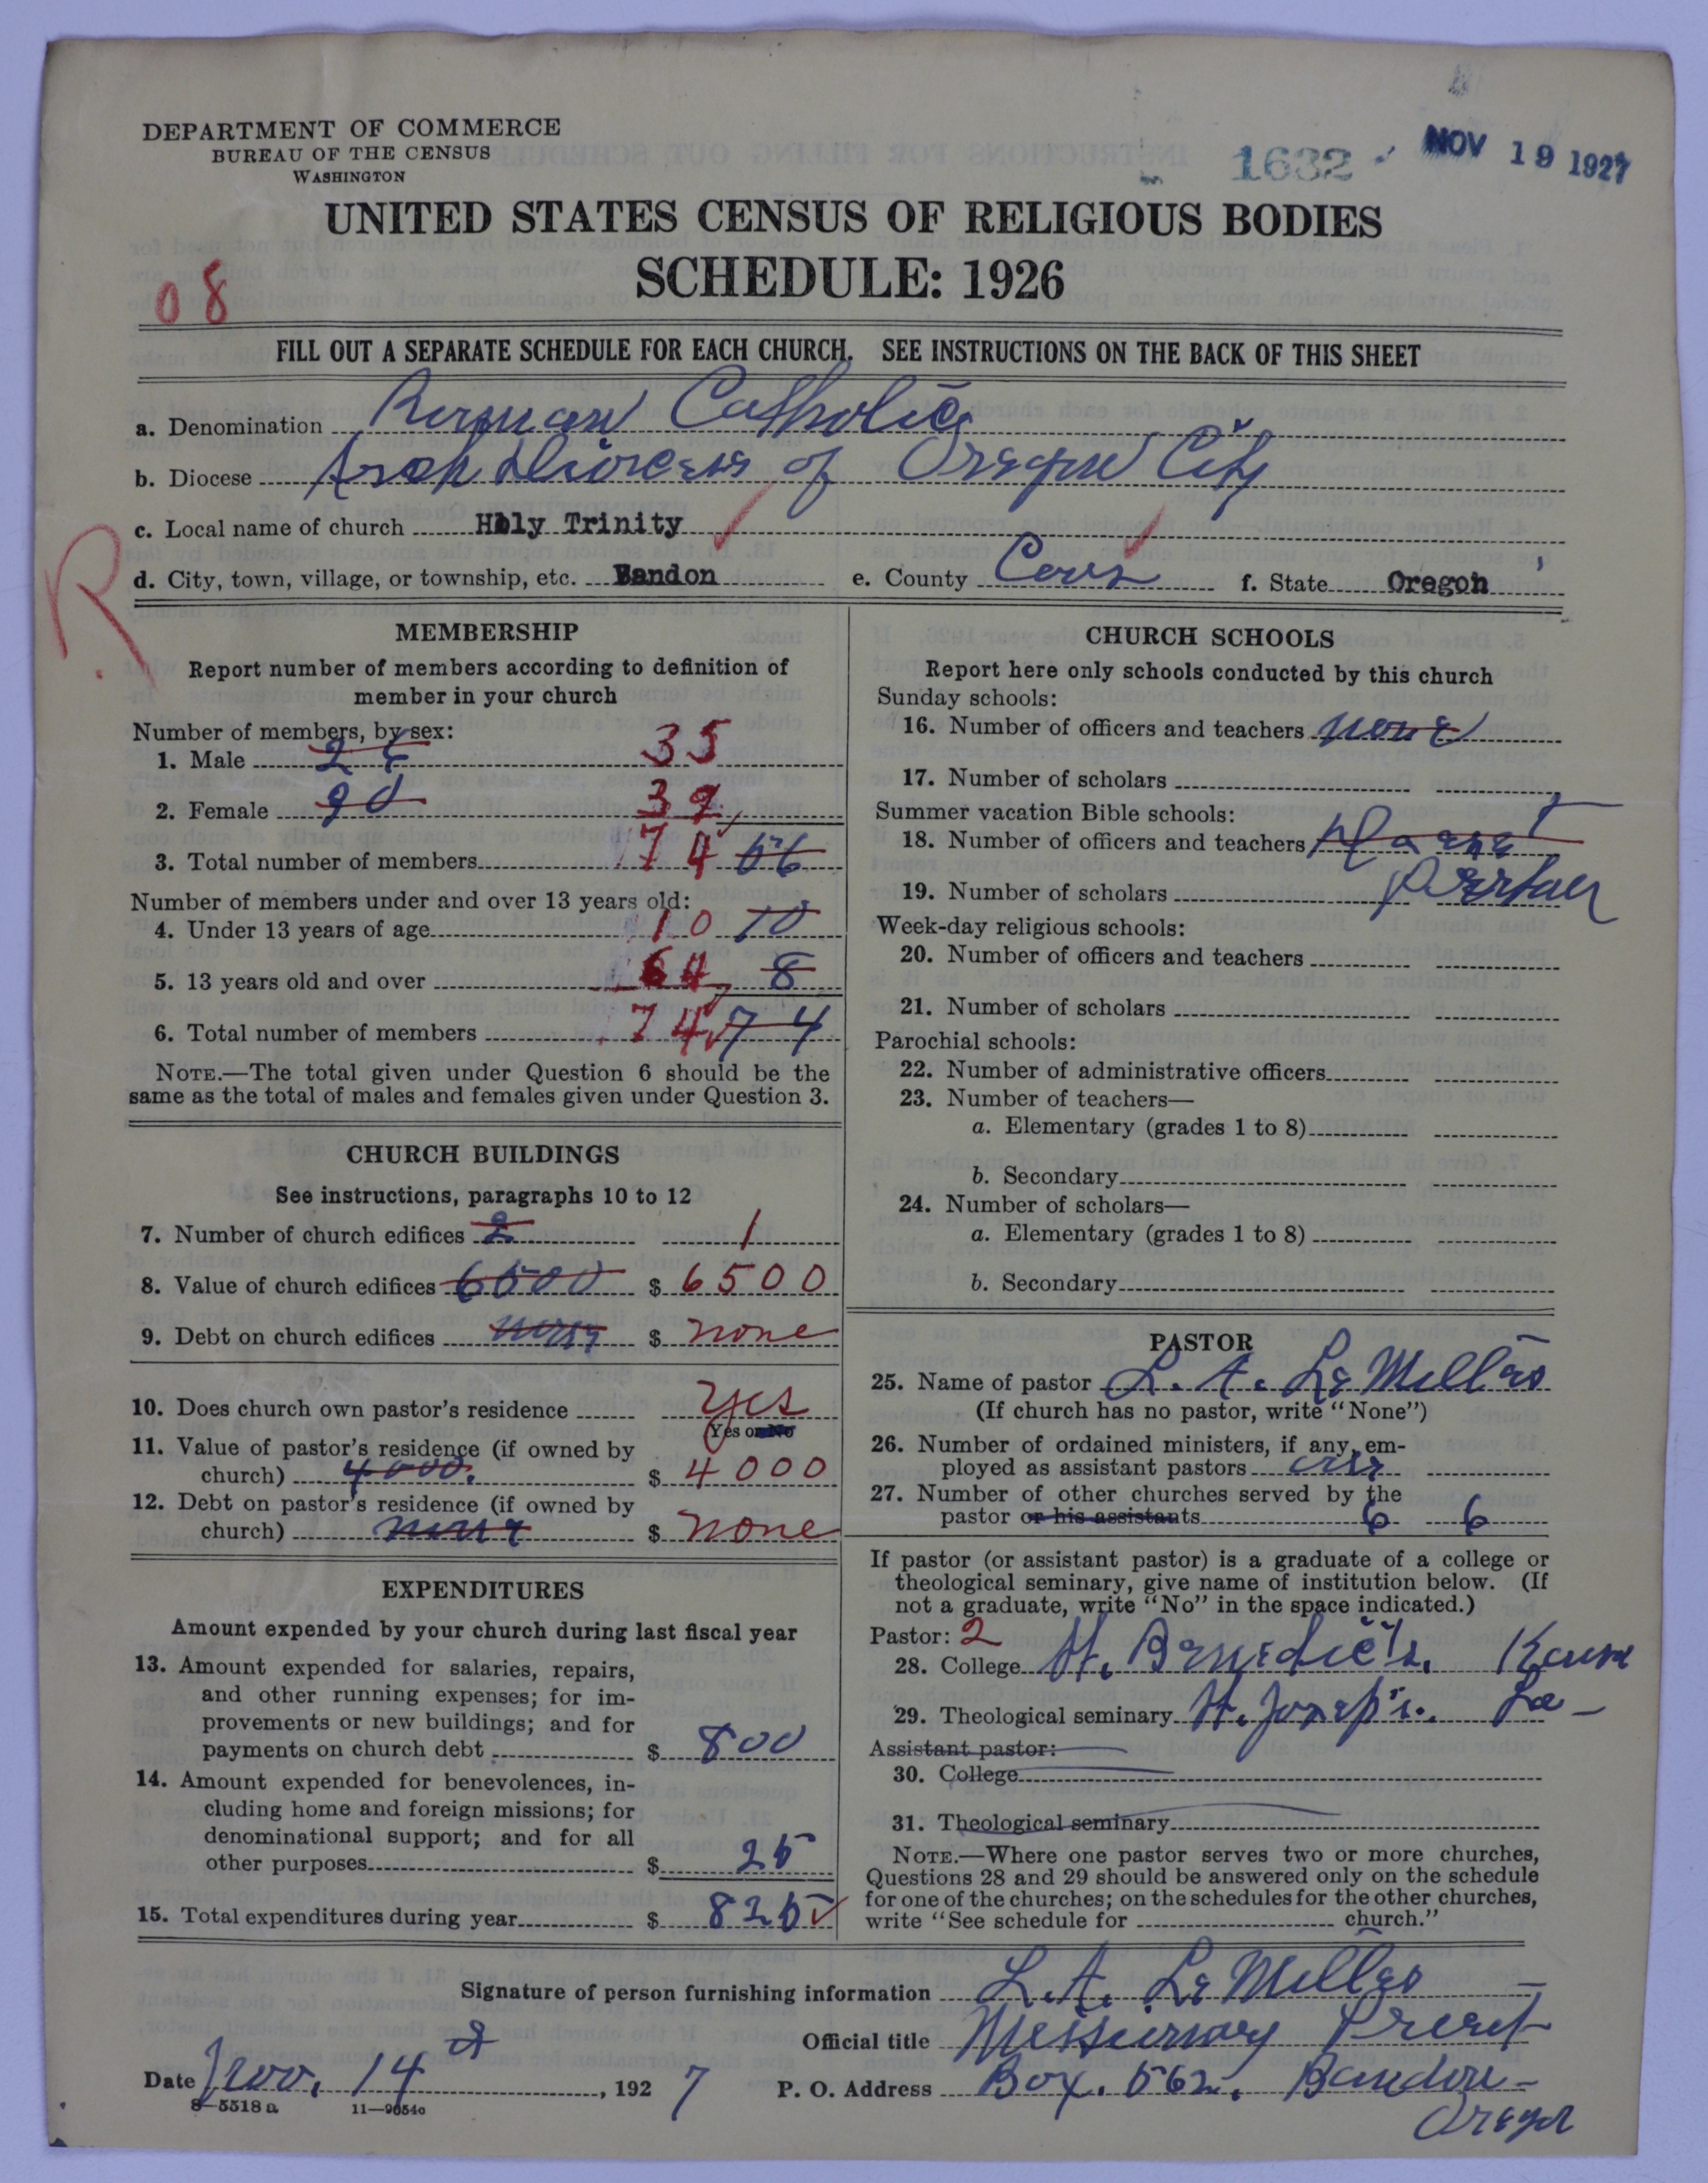 DEPARTMENT OF COMMERCE
BUREAU OF THE CENSUS
WASHINGTON
1632
NOV 19 1927
UNITED STATES CENSUS OF RELIGIOUS BODIES
SCHEDULE: 1926
08
FILL OUT A SEPARATE SCHEDULE FOR EACH CHURCH. SEE INSTRUCTIONS ON THE BACK OF THIS SHEET
a. Denomination Roman Catholic
b. Diocese Arch Diocese of Oregon City
c. Local name of church Holy Trinity
R
d. City, town, village, or township, etc. Bandon e. County Coos f. State Oregon
MEMBERSHIP
Report number of members according to definition of
member in your church
Number of members, by sex:
1. Male 35
2. Female 39
3. Total number of members 74 66
Number of members under and over 13 years old:
4. Under 13 years of age 10 10
5. 13 years old and over 64 8
6. Total number of members 74 74
NOTE.—The total given under Question 6 should be the
same as the total of males and females given under Question 3.
CHURCH BUILDINGS
See instructions, paragraphs 10 to 12
7. Number of church edifices 2 1
8. Value of church edifices 6500 $ 6500
9. Debt on church edifices none $ none
10. Does church own pastor's residence yes
(Yes or No
11. Value of pastor's residence (if owned by
church) 4000. $ 4000
12. Debt on pastor's residence (if owned by
church) none $ none
EXPENDITURES
Amount expended by your church during last fiscal year
13. Amount expended for salaries, repairs,
and other running expenses; for im-
provements or new buildings; and for
payments on church debt $ 800
14. Amount expended for benevolences, in-
cluding home and foreign missions; for
denominational support; and for all
other purposes $ 25
15. Total expenditures during year $ 825
CHURCH SCHOOLS
Report here only schools conducted by this church
Sunday schools:
16. Number of officers and teachers none
17. Number of scholars
Summer vacation Bible schools:
18. Number of officers and teachers
19. Number of scholars
Week-day religious schools:
20. Number of officers and teachers
21. Number of scholars
Parochial schools:
22. Number of administrative officers
23. Number of teachers—
a. Elementary (grades 1 to 8)
b. Secondary
24. Number of scholars—
a. Elementary (grades 1 to 8)
b. Secondary
PASTOR
25. Name of pastor L. A. Le Miller
(If church has no pastor, write "None")
26. Number of ordained ministers, if any, em-
ployed as assistant pastors
27. Number of other churches served by the
pastor or his assistants 6 6
If pastor (or assistant pastor) is a graduate of a college or
theological seminary, give name of institution below. (If
not a graduate, write "No" in the space indicated.)
Pastor: 2
28. College St. Benedict's.
29. Theological seminary St. Joseph's. La—
Assistant pastor:
30. College
31. Theological seminary
NOTE.—Where one pastor serves two or more churches,
Questions 28 and 29 should be answered only on the schedule
for one of the churches; on the schedules for the other churches,
write "See schedule for church."
Signature of person furnishing information L. A. Le Miller
Official title Missionary Priest
Date Nov. 14, 1927 P. O. Address Box. 562. Bandon—
Oregon
8—5518a 11—9654c